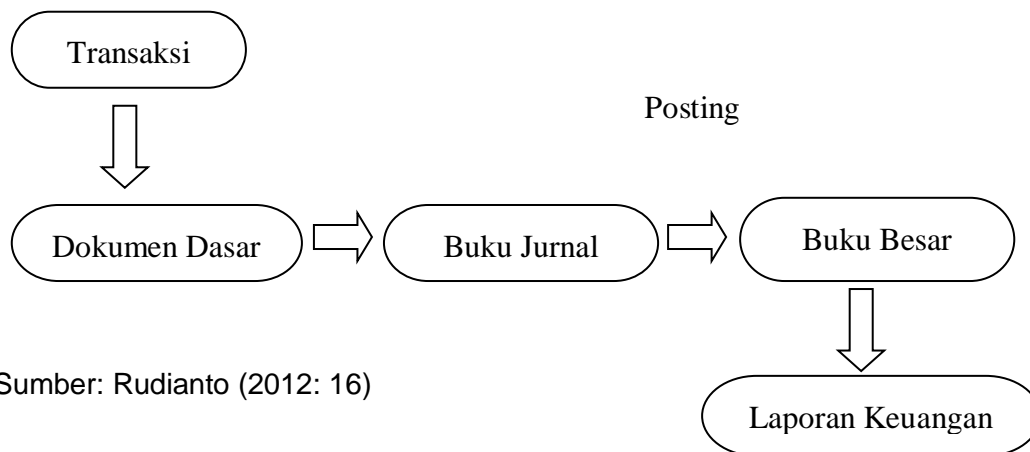 Transaksi
Posting
Dokumen Dasar
Buku Jurnal
Buku Besar
Sumber: Rudianto (2012: 16)
Laporan Keuangan